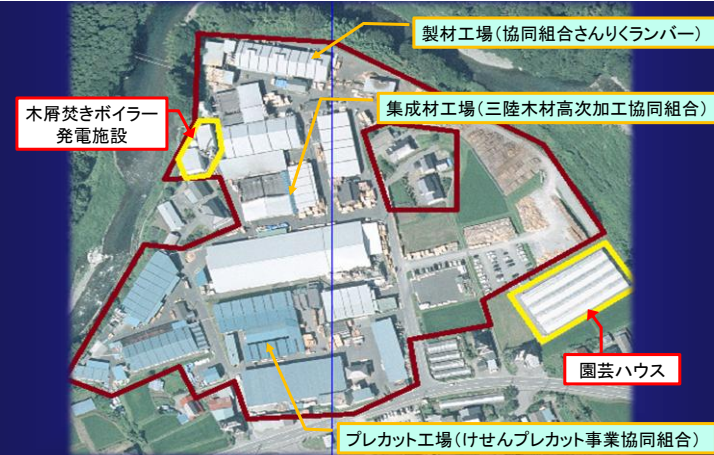 製材工場(協同組合さんりくランバー)
木屑焚きボイラー
発電施設
集成材工場(三陸木材高次加工協同組合)
園芸ハウス
プレカット工場(けせんプレカット事業協同組合)